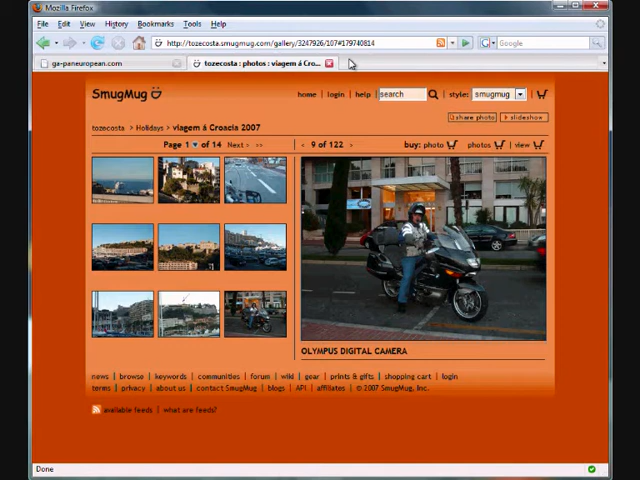 Mozilla Firefox
File Edit View History Bookmarks Tools Help
http://tozecosta.smugmug.com/gallery/3247926/107#179740814
Google
ga-paneuropean.com
tozecosta : photos : viagem á Cro...
SmugMug
home login help search style: smugmug
share photo slideshow
tozecosta > Holidays > viagem á Croacia 2007
Page 1 of 14 Next > >>
< 9 of 122 >
buy: photo photos view
OLYMPUS DIGITAL CAMERA
news browse keywords communities forum wiki gear prints & gifts shopping cart login
terms privacy about us contact SmugMug blogs API affiliates © 2007 SmugMug, Inc.
available feeds what are feeds?
Done